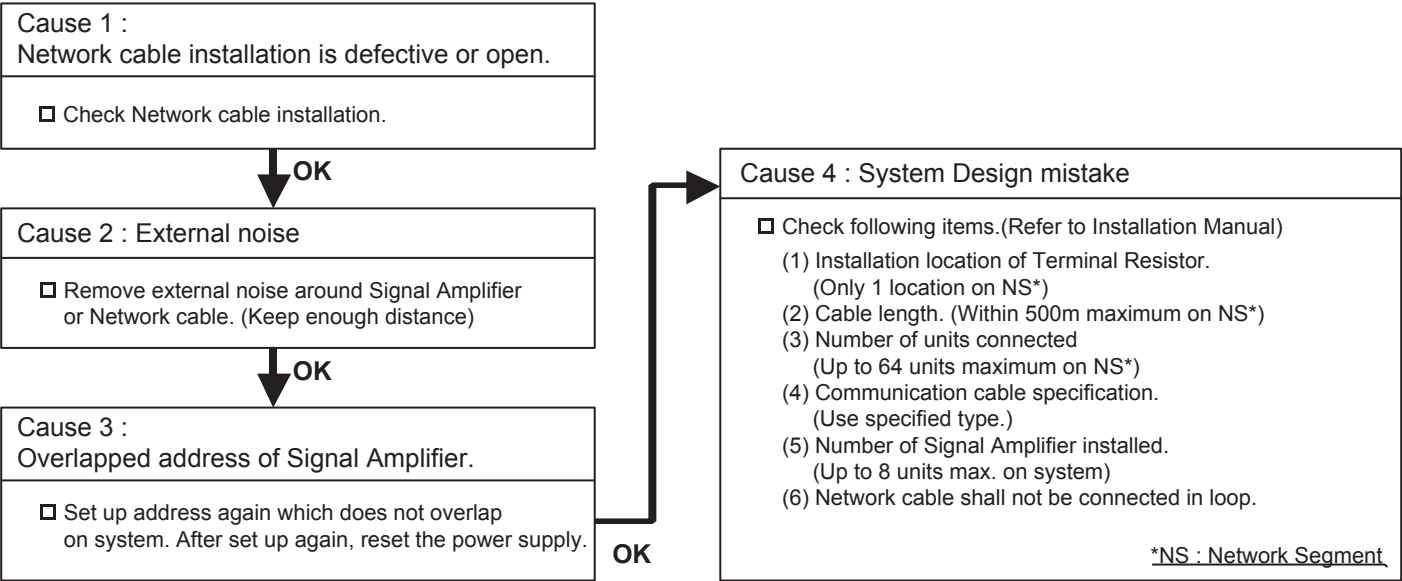 Cause 1 :
Network cable installation is defective or open.
Check Network cable installation.
OK
Cause 2 : External noise
Remove external noise around Signal Amplifier
or Network cable. (Keep enough distance)
OK
Cause 3 :
Overlapped address of Signal Amplifier.
Set up address again which does not overlap
on system. After set up again, reset the power supply.
OK
Cause 4 : System Design mistake
Check following items.(Refer to Installation Manual)
(1) Installation location of Terminal Resistor.
(Only 1 location on NS*)
(2) Cable length. (Within 500m maximum on NS*)
(3) Number of units connected
(Up to 64 units maximum on NS*)
(4) Communication cable specification.
(Use specified type.)
(5) Number of Signal Amplifier installed.
(Up to 8 units max. on system)
(6) Network cable shall not be connected in loop.
*NS : Network Segment